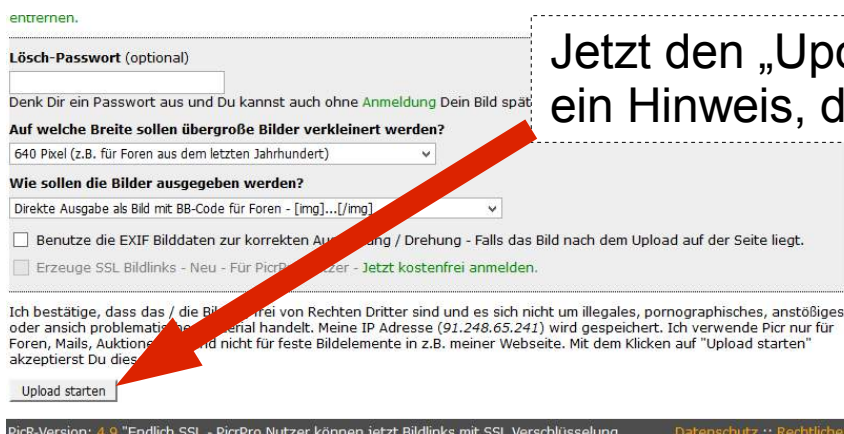 entfernen.
Lösch-Passwort (optional)
Jetzt den „Up
ein Hinweis, d
Denk Dir ein Passwort aus und Du kannst auch ohne Anmeldung Dein Bild spät
Auf welche Breite sollen übergroße Bilder verkleinert werden?
640 Pixel (z.B. für Foren aus dem letzten Jahrhundert)
Wie sollen die Bilder ausgegeben werden?
Direkte Ausgabe als Bild mit BB-Code für Foren - [img]...[/img]
Benutze die EXIF Bilddaten zur korrekten Au ng / Drehung - Falls das Bild nach dem Upload auf der Seite liegt.
Erzeuge SSL Bildlinks - Neu - Für PicrPr tzer - Jetzt kostenfrei anmelden.
Ich bestätige, dass das / die Bil frei von Rechten Dritter sind und es sich nicht um illegales, pornographisches, anstößiges
oder ansich problemati erial handelt. Meine IP Adresse (91.248.65.241) wird gespeichert. Ich verwende Picr nur für
Foren, Mails, Auktione d nicht für feste Bildelemente in z.B. meiner Webseite. Mit dem Klicken auf "Upload starten"
akzeptierst Du dies
Upload starten
PicR-Version: 4.9 "Endlich SSL - PicrPro Nutzer können jetzt Bildlinks mit SSL Verschlüsselung Datenschutz :: Rechtliche